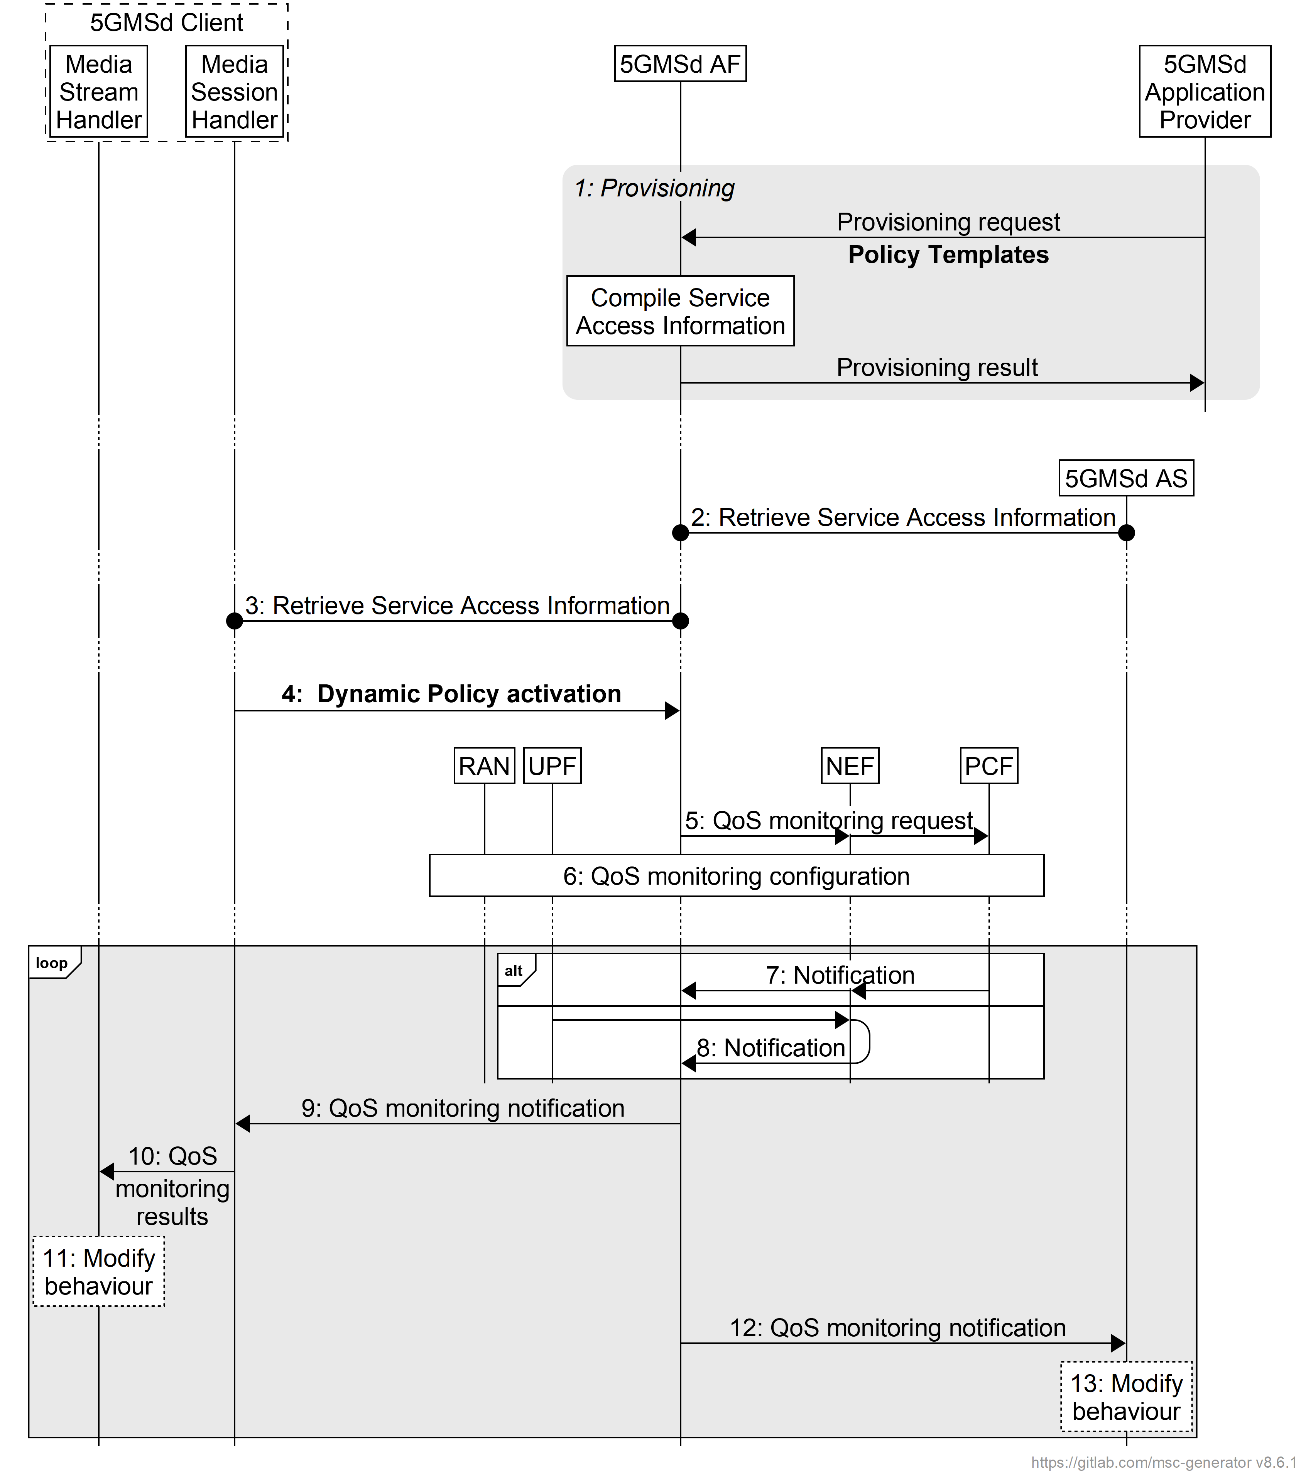 5GMSd Client
Media
Stream
Handler
Media
Session
Handler
5GMSd AF
5GMSd
Application
Provider
1: Provisioning
Provisioning request
Policy Templates
Compile Service
Access Information
Provisioning result
5GMSd AS
2: Retrieve Service Access Information
3: Retrieve Service Access Information
4:  Dynamic Policy activation
RAN
UPF
NEF
PCF
5: QoS monitoring request
6: QoS monitoring configuration
loop
alt
7: Notification
8: Notification
9: QoS monitoring notification
10: QoS
monitoring
results
11: Modify
behaviour
12: QoS monitoring notification
13: Modify
behaviour
https://gitlab.com/msc-generator v8.6.1